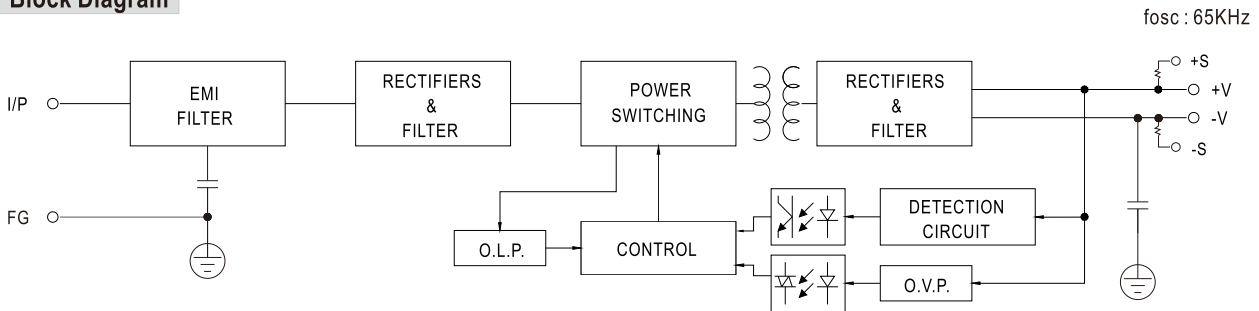 Block Diagram
fosc : 65KHz
I/P
EMI
FILTER
RECTIFIERS
&
FILTER
POWER
SWITCHING
RECTIFIERS
&
FILTER
+S
+V
-V
-S
FG
O.L.P.
CONTROL
DETECTION
CIRCUIT
O.V.P.